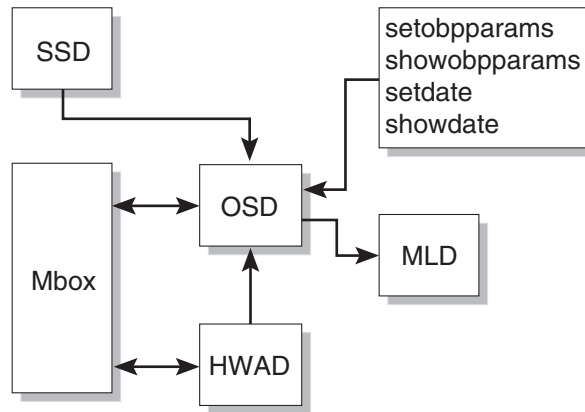 SSD
setobpparams
showobpparams
setdate
showdate
OSD
Mbox
MLD
HWAD